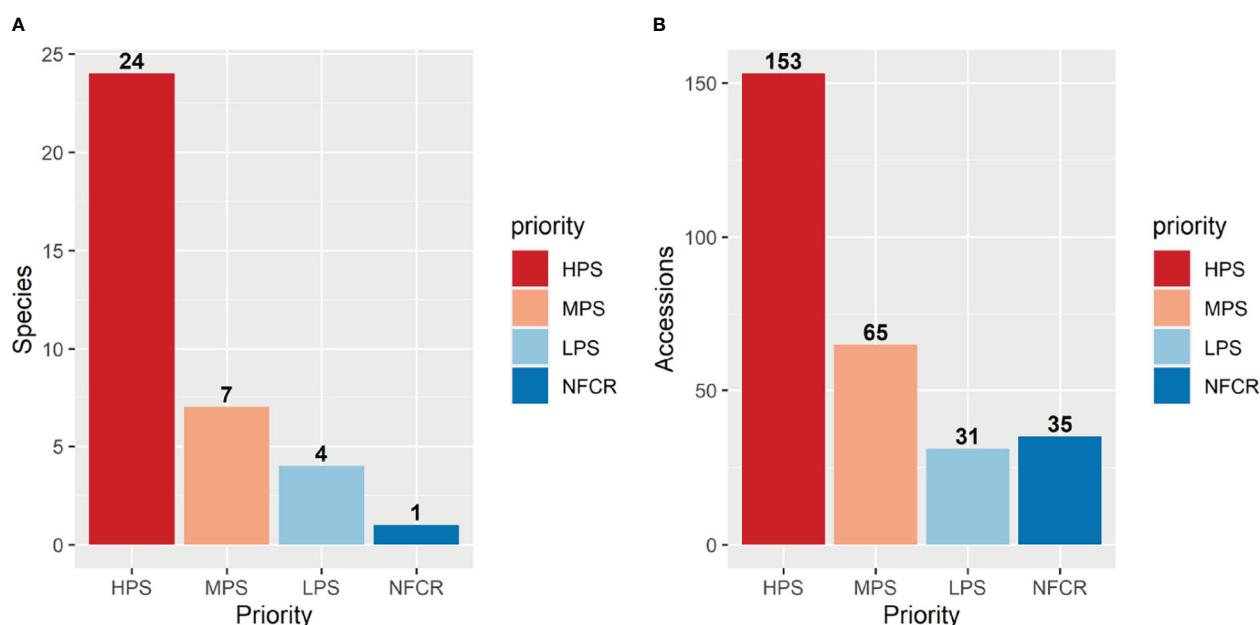 A
25
20
15
10
5
0
Species
24
7
4
1
HPS MPS LPS NFCR
Priority
priority
HPS
MPS
LPS
NFCR
B
150
100
50
0
Accessions
153
65
31
35
HPS MPS LPS NFCR
Priority
priority
HPS
MPS
LPS
NFCR